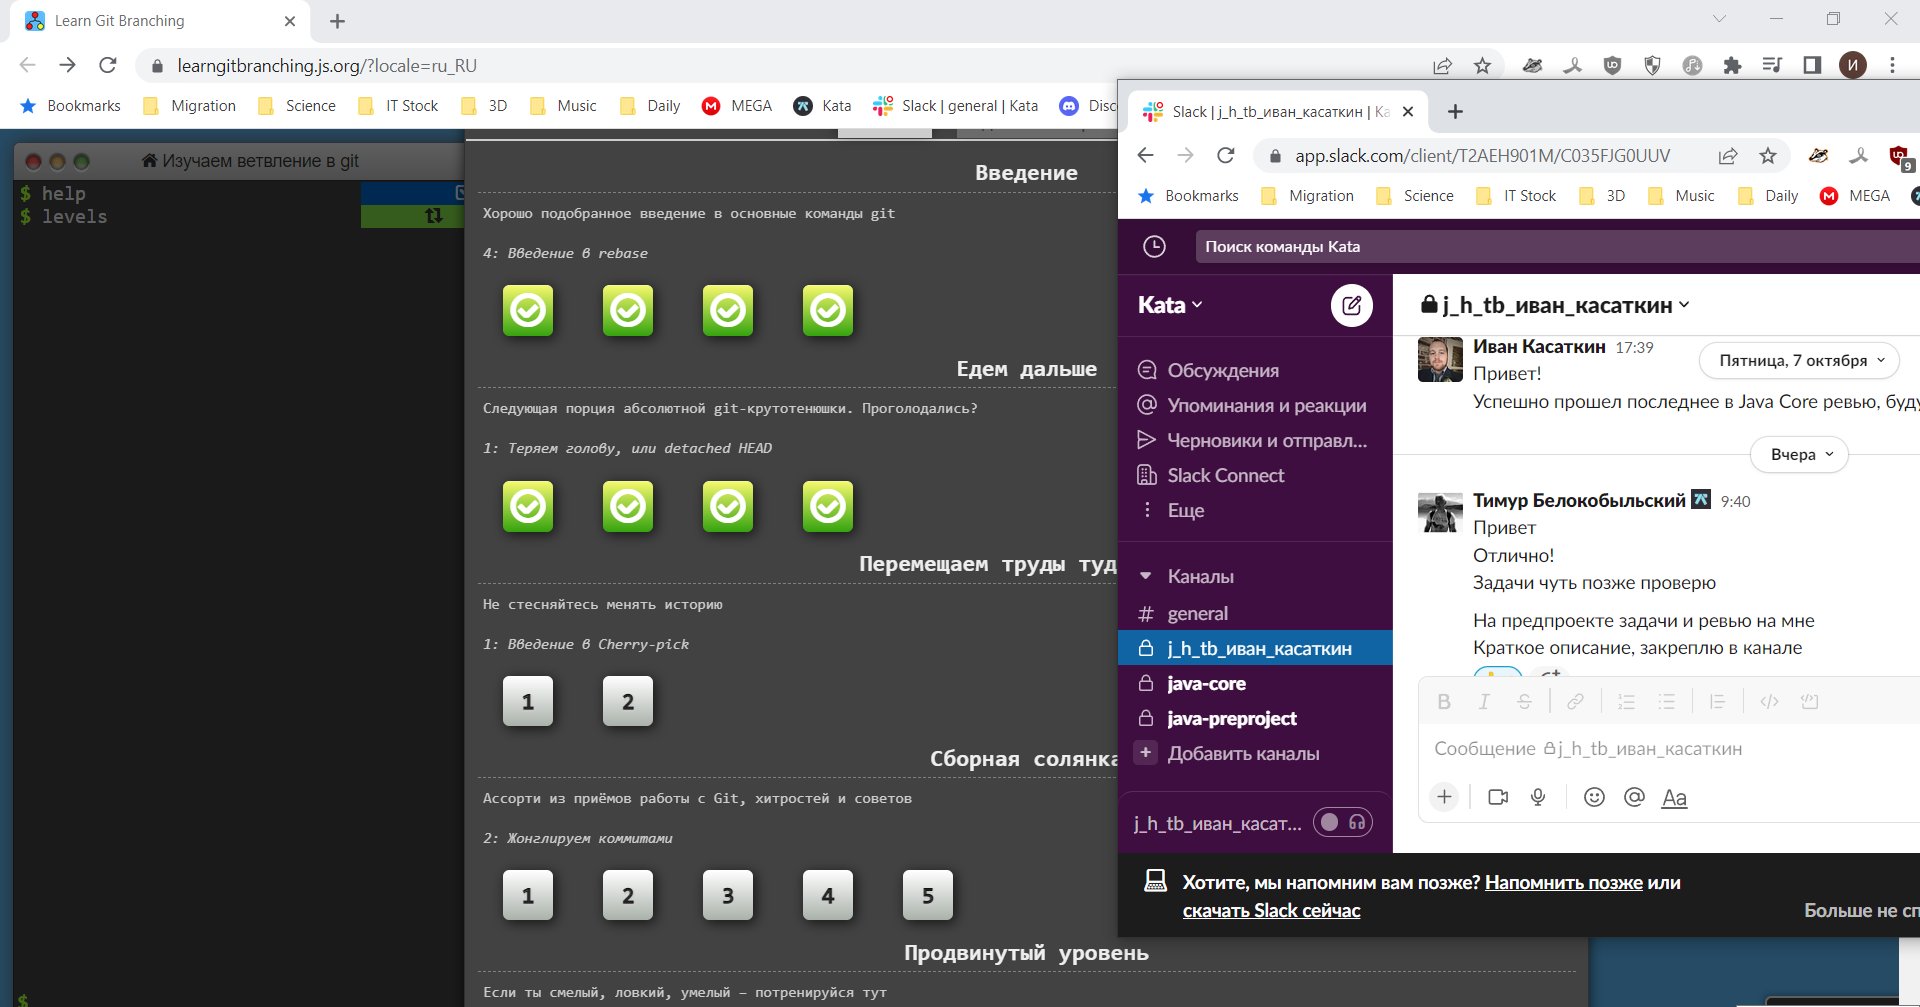 Learn Git Branching
learngitbranching.js.org/?locale=ru_RU
И
Bookmarks
Migration
Science
IT Stock
3D
Music
Daily
MEGA
Kata
Slack | general | Kata
Изучаем ветвление в git
$ help
$ levels
$
Введение
Хорошо подобранное введение в основные команды git
4: Введение в rebase
Едем дальше
Следующая порция абсолютной git-крутотенюшки. Проголодались?
1: Теряем голову, или detached HEAD
Перемещаем труды туд
Не стесняйтесь менять историю
1: Введение в Cherry-pick
1 2
Сборная солянка
Ассорти из приёмов работы с Git, хитростей и советов
2: Жонглируем коммитами
1 2 3 4 5
Продвинутый уровень
Если ты смелый, ловкий, умелый – потренируйся тут
Slack | j_h_tb_иван_касаткин | Ka
app.slack.com/client/T2AEH901M/C035FJG0UUV
9
Bookmarks
Migration
Science
IT Stock
3D
Music
Daily
MEGA
Поиск команды Kata
Kata
Обсуждения
Упоминания и реакции
Черновики и отправл...
Slack Connect
Еще
Каналы
general
j_h_tb_иван_касаткин
java-core
java-preproject
Добавить каналы
j_h_tb_иван_касат...
j_h_tb_иван_касаткин
Иван Касаткин 17:39
Пятница, 7 октября
Привет!
Успешно прошел последнее в Java Core ревью, буду
Вчера
Тимур Белокобыльский 9:40
Привет
Отлично!
Задачи чуть позже проверю
На предпроекте задачи и ревью на мне
Краткое описание, закреплю в канале
Сообщение j_h_tb_иван_касаткин
Aa
Хотите, мы напомним вам позже? Напомнить позже или
скачать Slack сейчас
Больше не сп